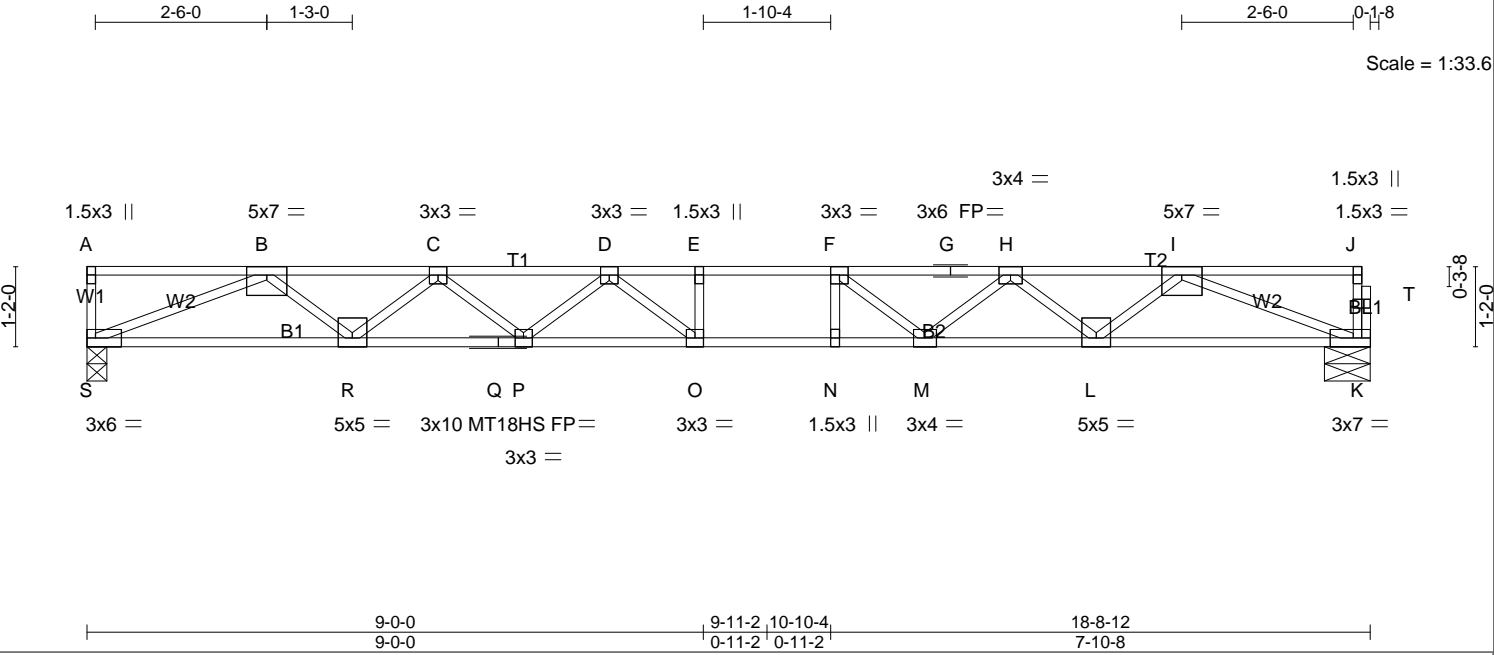 2-6-0 1-3-0 1-10-4 2-6-0 0-1-8
Scale = 1:33.6
3x4 = 1.5x3 ||
1.5x3 || 5x7 = 3x3 = 3x3 = 1.5x3 || 3x3 = 3x6 FP= 5x7 = 1.5x3 =
A B C D E F G H I J
T1 T2
0-3-8
W1 W2 W2 T
1-2-0 BL1 1-2-0
B1 B2
S R Q P O N M L K
3x6 = 5x5 = 3x10 MT18HS FP= 3x3 = 1.5x3 || 3x4 = 5x5 = 3x7 =
3x3 =
9-0-0 9-11-2 10-10-4 18-8-12
9-0-0 0-11-2 0-11-2 7-10-8